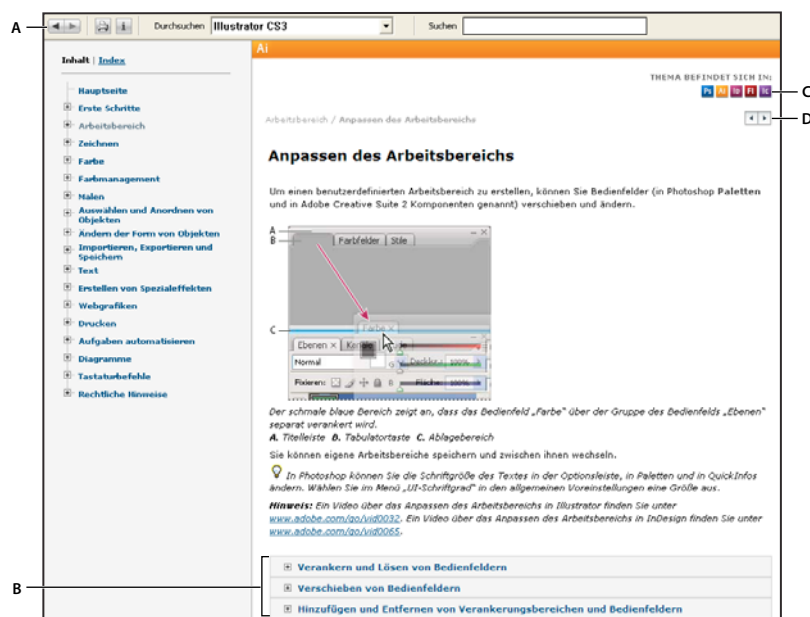 A
Durchsuchen Illustrator CS3 Suchen
Ai
Inhalt | Index
Hauptseite
Erste Schritte
Arbeitsbereich
Zeichnen
Farbe
Farbmanagement
Malen
Auswählen und Anordnen von
Objekten
Ändern der Form von Objekten
Importieren, Exportieren und
Speichern
Text
Erstellen von Spezialeffekten
Webgrafiken
Drucken
Aufgaben automatisieren
Diagramme
Tastaturbefehle
Rechtliche Hinweise
THEMA BEFINDET SICH IN:
Ps Ai Id Fl
C
D
Arbeitsbereich / Anpassen des Arbeitsbereichs
Anpassen des Arbeitsbereichs
Um einen benutzerdefinierten Arbeitsbereich zu erstellen, können Sie Bedienfelder (in Photoshop Paletten
und in Adobe Creative Suite 2 Komponenten genannt) verschieben und ändern.
A
B Farbfelder Stile
C Farbe ×
Ebenen ×
Normal 100%
Fixieren: Fläche: 100%
Der schmale blaue Bereich zeigt an, dass das Bedienfeld „Farbe" über der Gruppe des Bedienfelds „Ebenen"
separat verankert wird.
A. Titelleiste B. Tabulatortaste C. Ablagebereich
Sie können eigene Arbeitsbereiche speichern und zwischen ihnen wechseln.
In Photoshop können Sie die Schriftgröße des Textes in der Optionsleiste, in Paletten und in QuickInfos
ändern. Wählen Sie im Menü „UI-Schriftgrad" in den allgemeinen Voreinstellungen eine Größe aus.
Hinweis: Ein Video über das Anpassen des Arbeitsbereichs in Illustrator finden Sie unter
www.adobe.com/go/vid0032. Ein Video über das Anpassen des Arbeitsbereichs in InDesign finden Sie unter
www.adobe.com/go/vid0065.
B
Verankern und Lösen von Bedienfeldern
Verschieben von Bedienfeldern
Hinzufügen und Entfernen von Verankerungsbereichen und Bedienfeldern